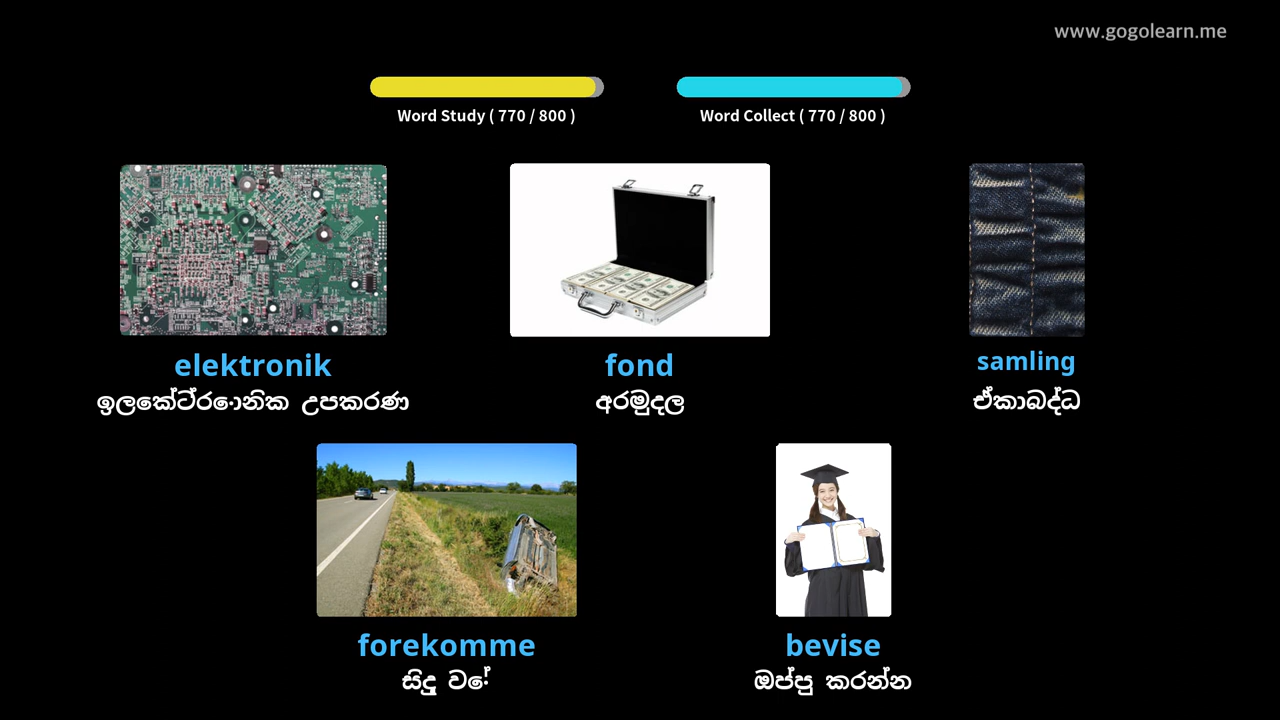 www.gogolearn.me
Word Study ( 770 / 800 )
Word Collect ( 770 / 800 )
elektronik
ඉලෙක්ට්රොනික උපකරණ
fond
අරමුදල
samling
ඒකාබද්ධ
forekomme
සිදු වේ
bevise
ඔප්පු කරන්න